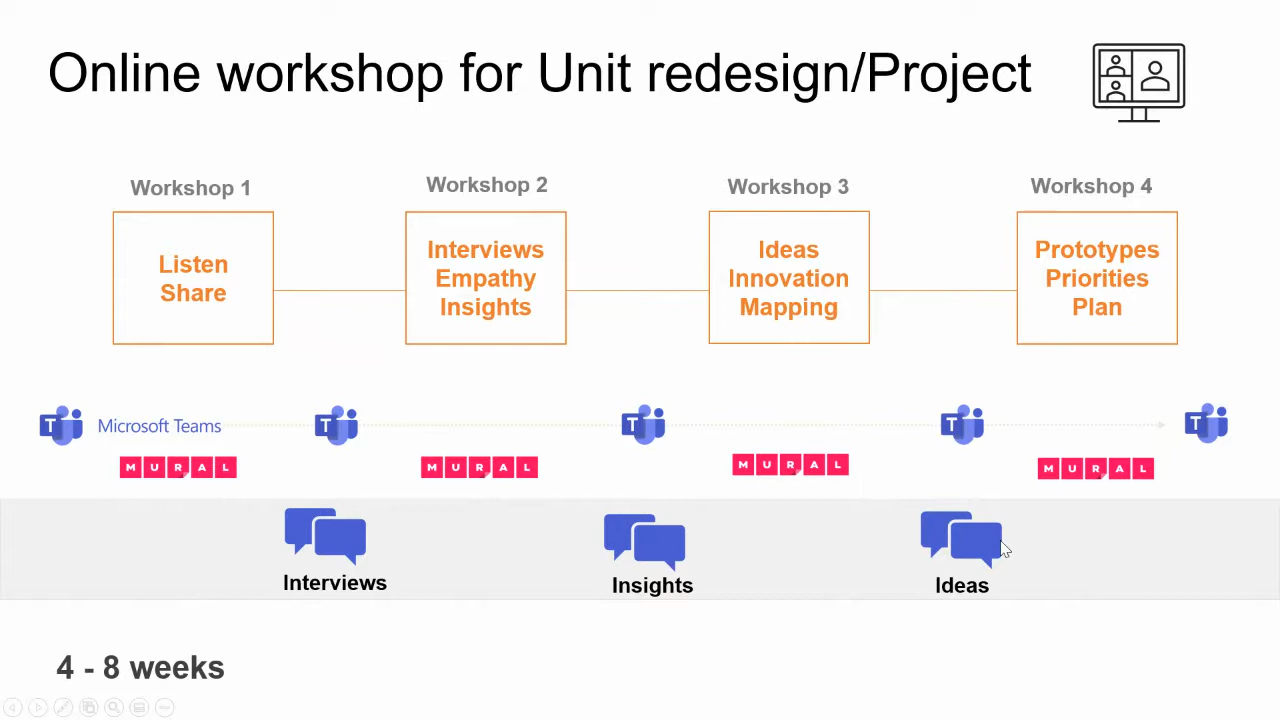 Online workshop for Unit redesign/Project
Workshop 1
Workshop 2
Workshop 3
Workshop 4
Listen
Share
Interviews
Empathy
Insights
Ideas
Innovation
Mapping
Prototypes
Priorities
Plan
T
Microsoft Teams
T
T
T
T
MURAL
MURAL
MURAL
MURAL
Interviews
Insights
Ideas
4 - 8 weeks